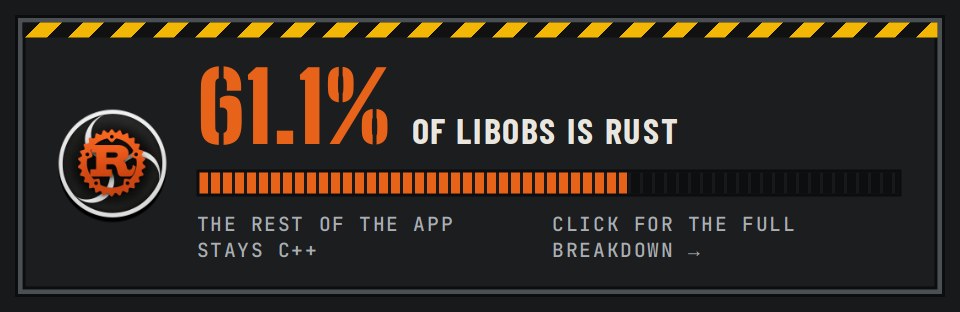 61.1% OF LIBOBS IS RUST
R
THE REST OF THE APP
STAYS C++
CLICK FOR THE FULL
BREAKDOWN →